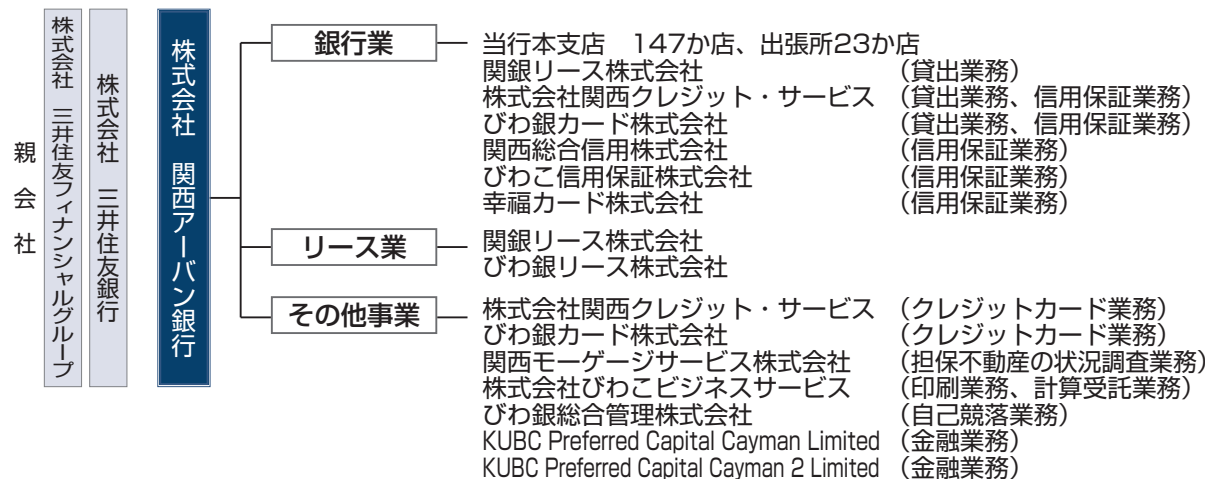 親会社
株式会社 三井住友フィナンシャルグループ
株式会社 三井住友銀行
株式会社 関西アーバン銀行
銀行業
当行本支店 147か店、出張所23か店
関銀リース株式会社 （貸出業務）
株式会社関西クレジット・サービス （貸出業務、信用保証業務）
びわ銀カード株式会社 （貸出業務、信用保証業務）
関西総合信用株式会社 （信用保証業務）
びわこ信用保証株式会社 （信用保証業務）
幸福カード株式会社 （信用保証業務）
リース業
関銀リース株式会社
びわ銀リース株式会社
その他事業
株式会社関西クレジット・サービス （クレジットカード業務）
びわ銀カード株式会社 （クレジットカード業務）
関西モーゲージサービス株式会社 （担保不動産の状況調査業務）
株式会社びわこビジネスサービス （印刷業務、計算受託業務）
びわ銀総合管理株式会社 （自己競落業務）
KUBC Preferred Capital Cayman Limited （金融業務）
KUBC Preferred Capital Cayman 2 Limited （金融業務）